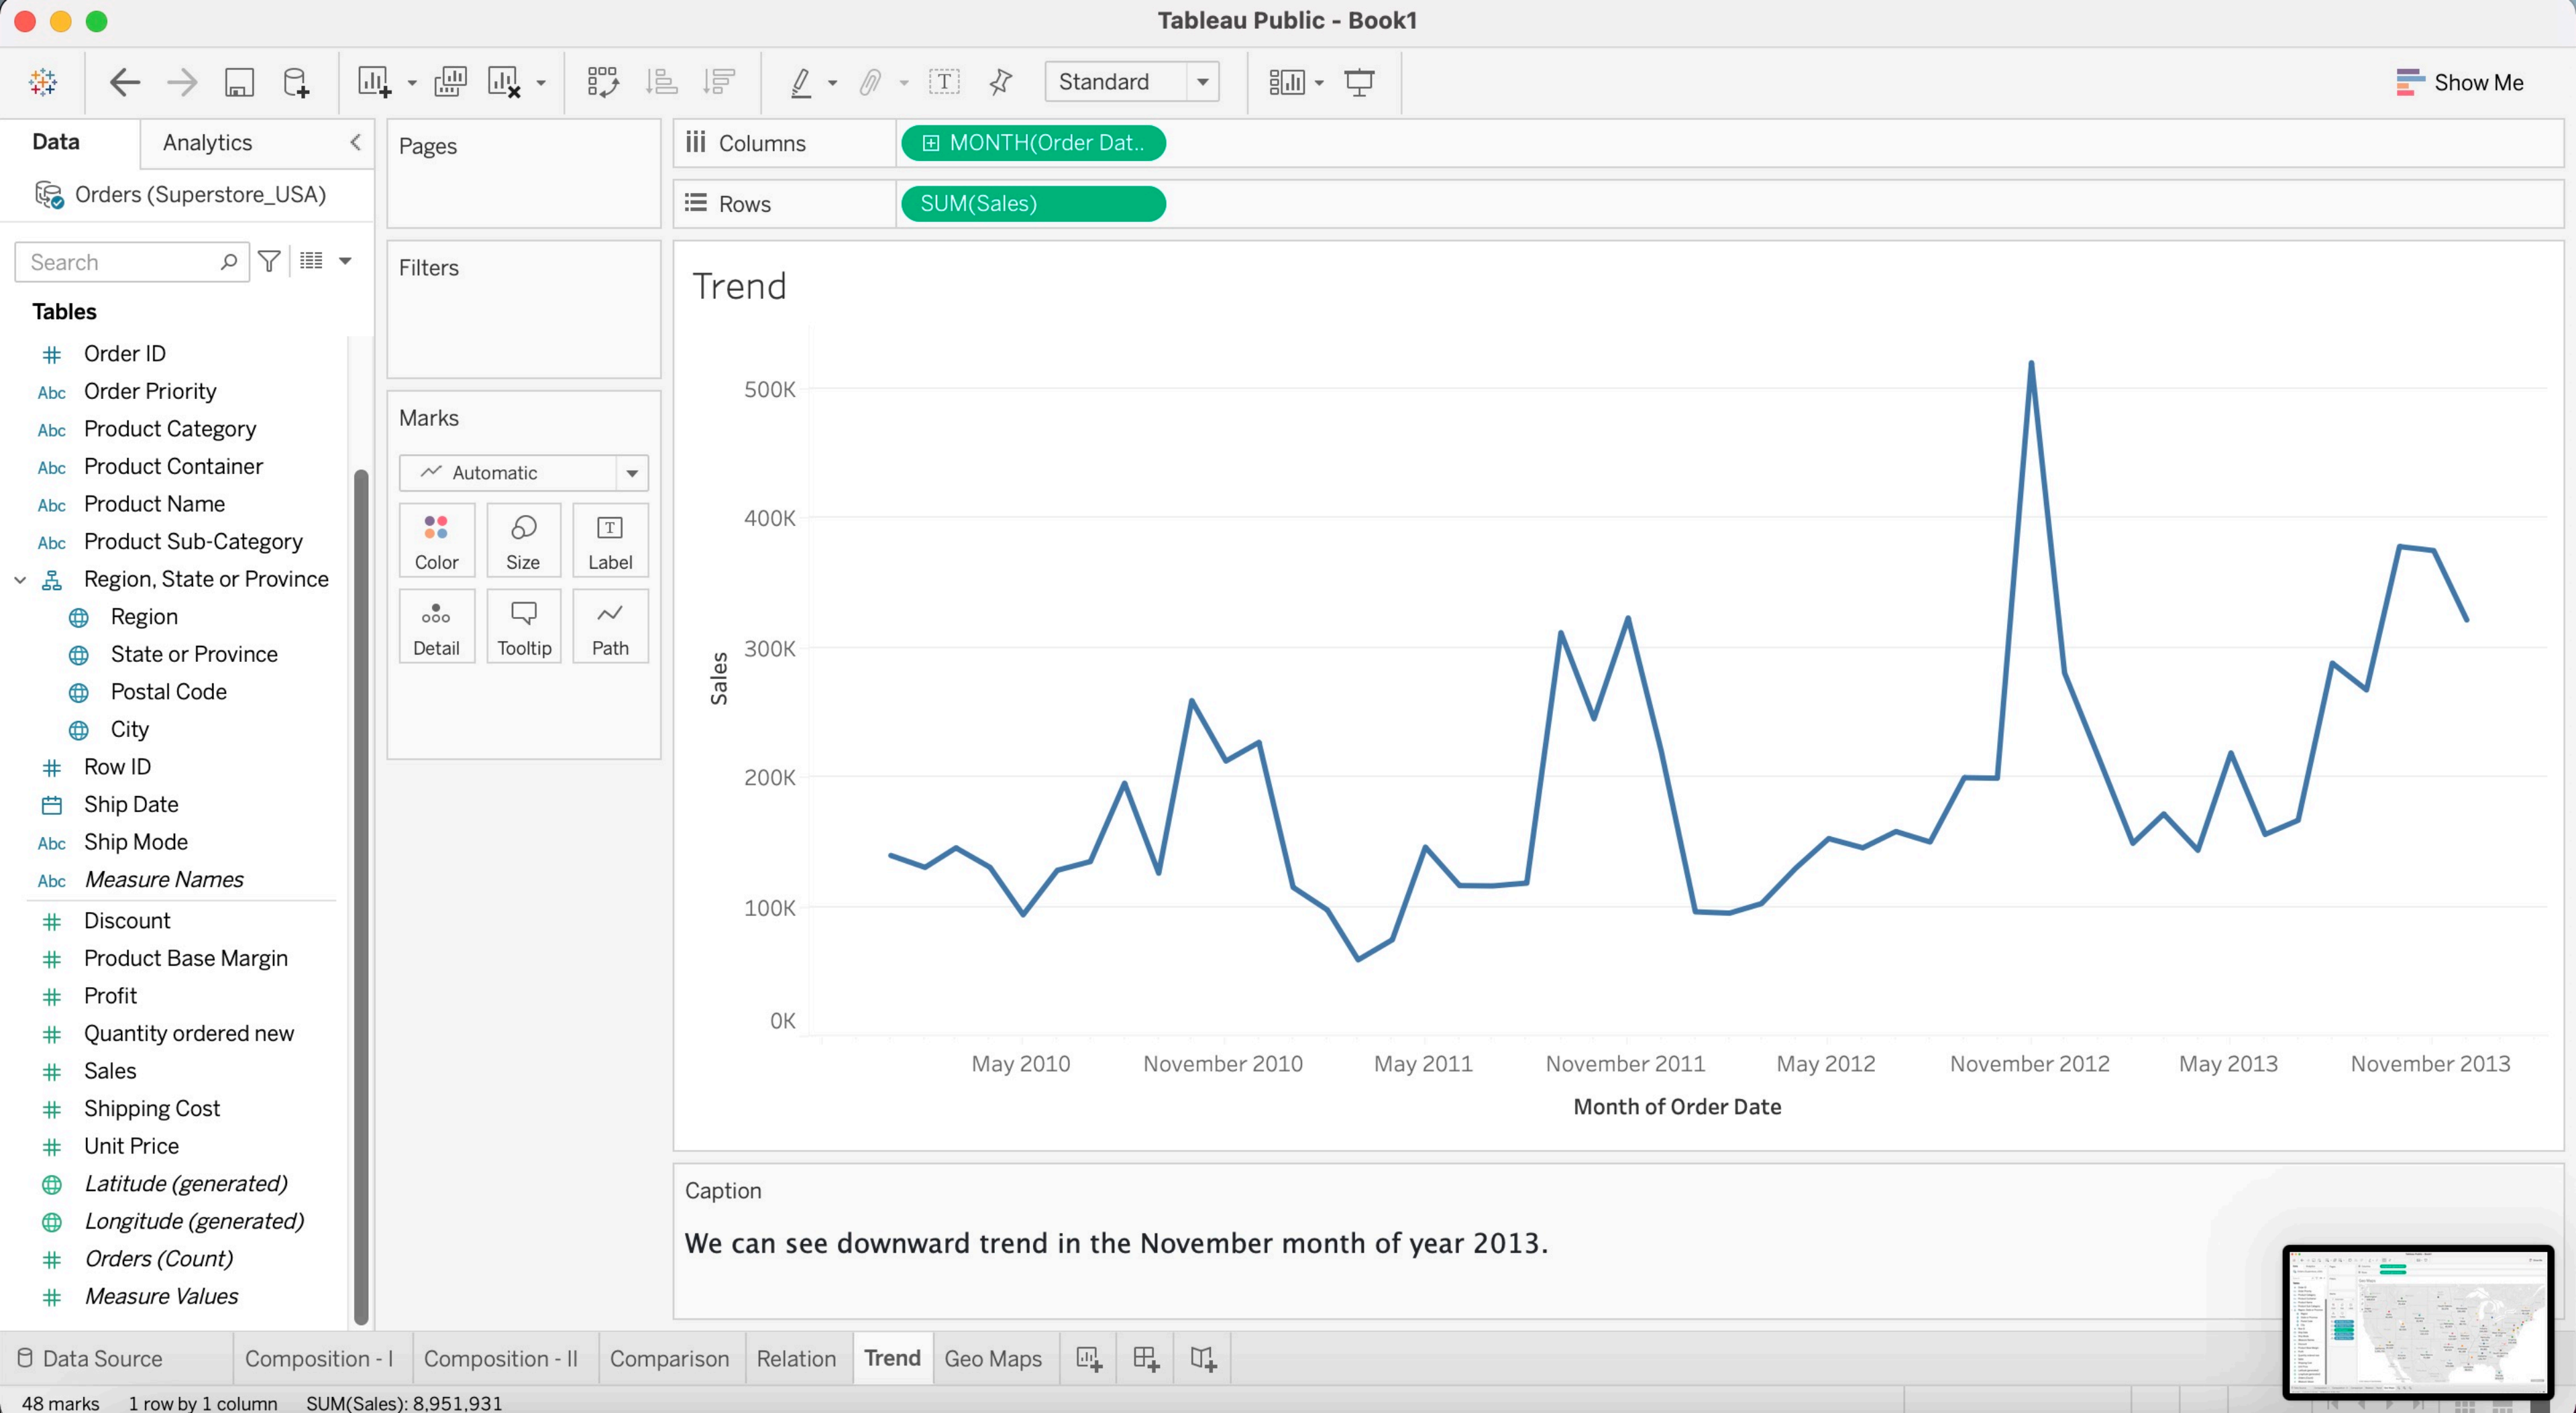 Tableau Public - Book1
Standard
Show Me
Data
Analytics
Orders (Superstore_USA)
Search
Tables
Order ID
Abc Order Priority
Abc Product Category
Abc Product Container
Abc Product Name
Abc Product Sub-Category
Region, State or Province
Region
State or Province
Postal Code
City
Row ID
Ship Date
Abc Ship Mode
Abc Measure Names
Discount
Product Base Margin
Profit
Quantity ordered new
Sales
Shipping Cost
Unit Price
Latitude (generated)
Longitude (generated)
Orders (Count)
Measure Values
Pages
Filters
Marks
Automatic
Color Size Label
Detail Tooltip Path
Columns MONTH(Order Dat..
Rows SUM(Sales)
Trend
500K
400K
300K
200K
100K
0K
Sales
May 2010 November 2010 May 2011 November 2011 May 2012 November 2012 May 2013 November 2013
Month of Order Date
Caption
We can see downward trend in the November month of year 2013.
Data Source Composition - I Composition - II Comparison Relation Trend Geo Maps
48 marks 1 row by 1 column SUM(Sales): 8,951,931